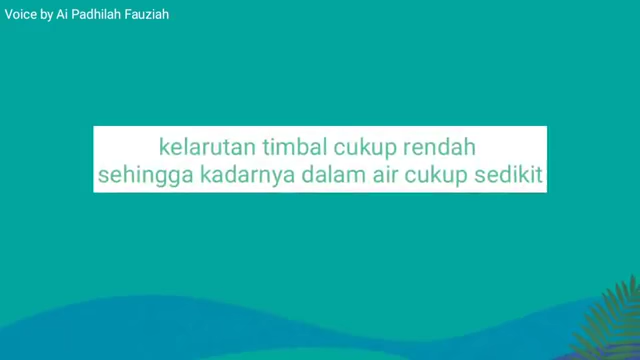 Voice by Ai Padhilah Fauziah
kelarutan timbal cukup rendah
sehingga kadarnya dalam air cukup sedikit